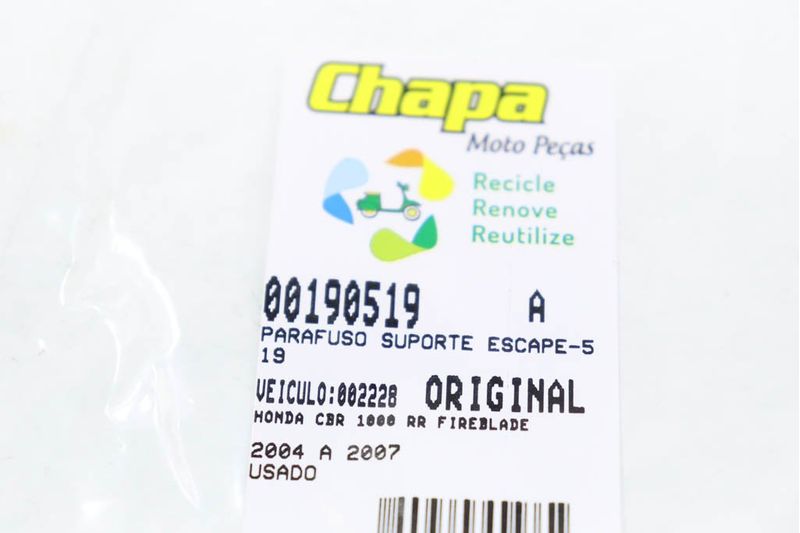 Chapa
Moto Peças
Recicle
Renove
Reutilize
00190519 A
PARAFUSO SUPORTE ESCAPE-5
19
VEICULO:002228 ORIGINAL
HONDA CBR 1000 RR FIREBLADE
2004 A 2007
USADO